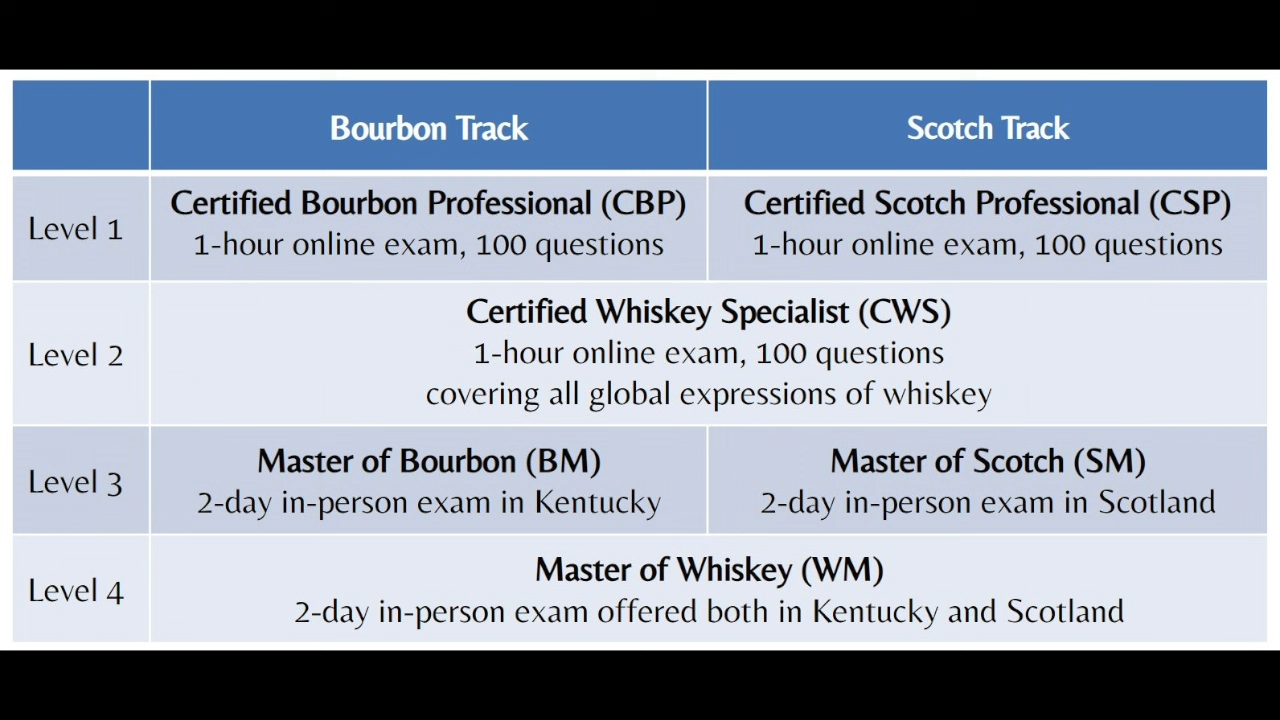 Bourbon Track
Scotch Track
Level 1
Certified Bourbon Professional (CBP)
1-hour online exam, 100 questions
Certified Scotch Professional (CSP)
1-hour online exam, 100 questions
Level 2
Certified Whiskey Specialist (CWS)
1-hour online exam, 100 questions
covering all global expressions of whiskey
Level 3
Master of Bourbon (BM)
2-day in-person exam in Kentucky
Master of Scotch (SM)
2-day in-person exam in Scotland
Level 4
Master of Whiskey (WM)
2-day in-person exam offered both in Kentucky and Scotland